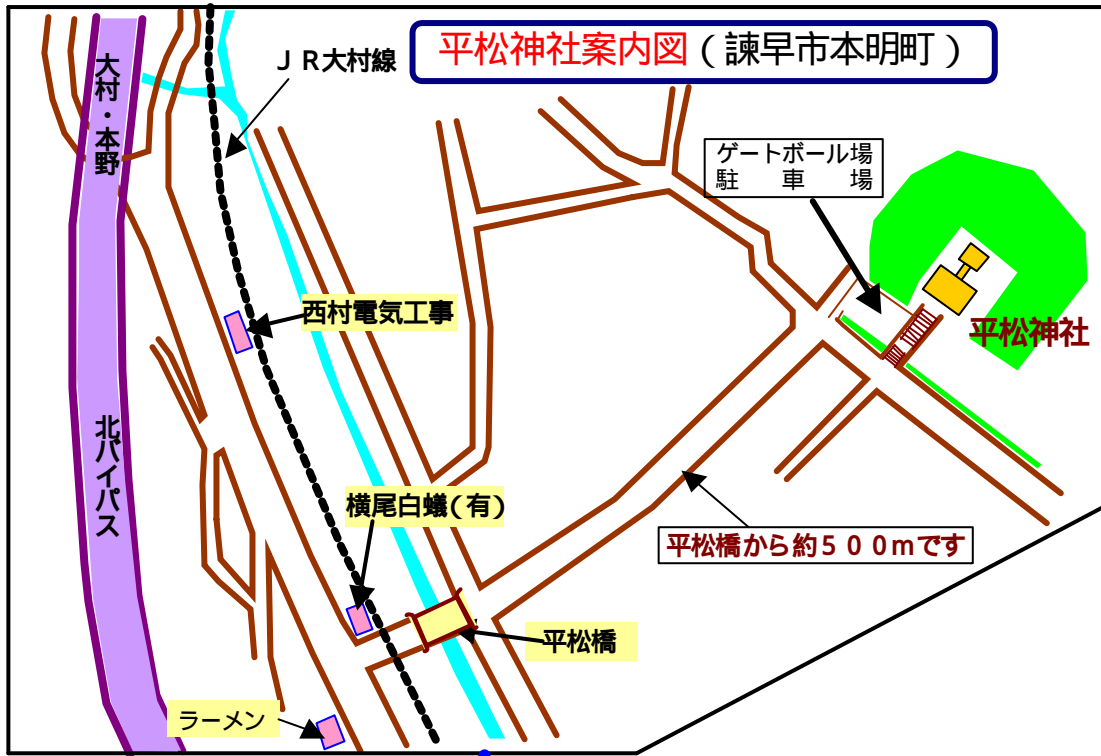 平松神社案内図（諫早市本明町）
ＪＲ大村線
大村・本野
ゲートボール場
駐　車　場
西村電気工事
平松神社
北バイパス
横尾白蟻（有）
平松橋から約５００ｍです
平松橋
ラーメン